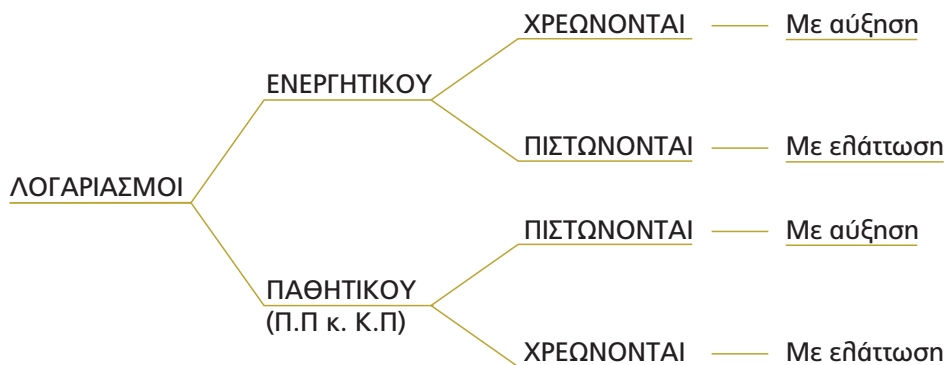 ΧΡΕΩΝΟΝΤΑΙ Με αύξηση
ΕΝΕΡΓΗΤΙΚΟΥ
ΠΙΣΤΩΝΟΝΤΑΙ Με ελάττωση
ΛΟΓΑΡΙΑΣΜΟΙ
ΠΙΣΤΩΝΟΝΤΑΙ Με αύξηση
ΠΑΘΗΤΙΚΟΥ
(Π.Π κ. Κ.Π)
ΧΡΕΩΝΟΝΤΑΙ Με ελάττωση